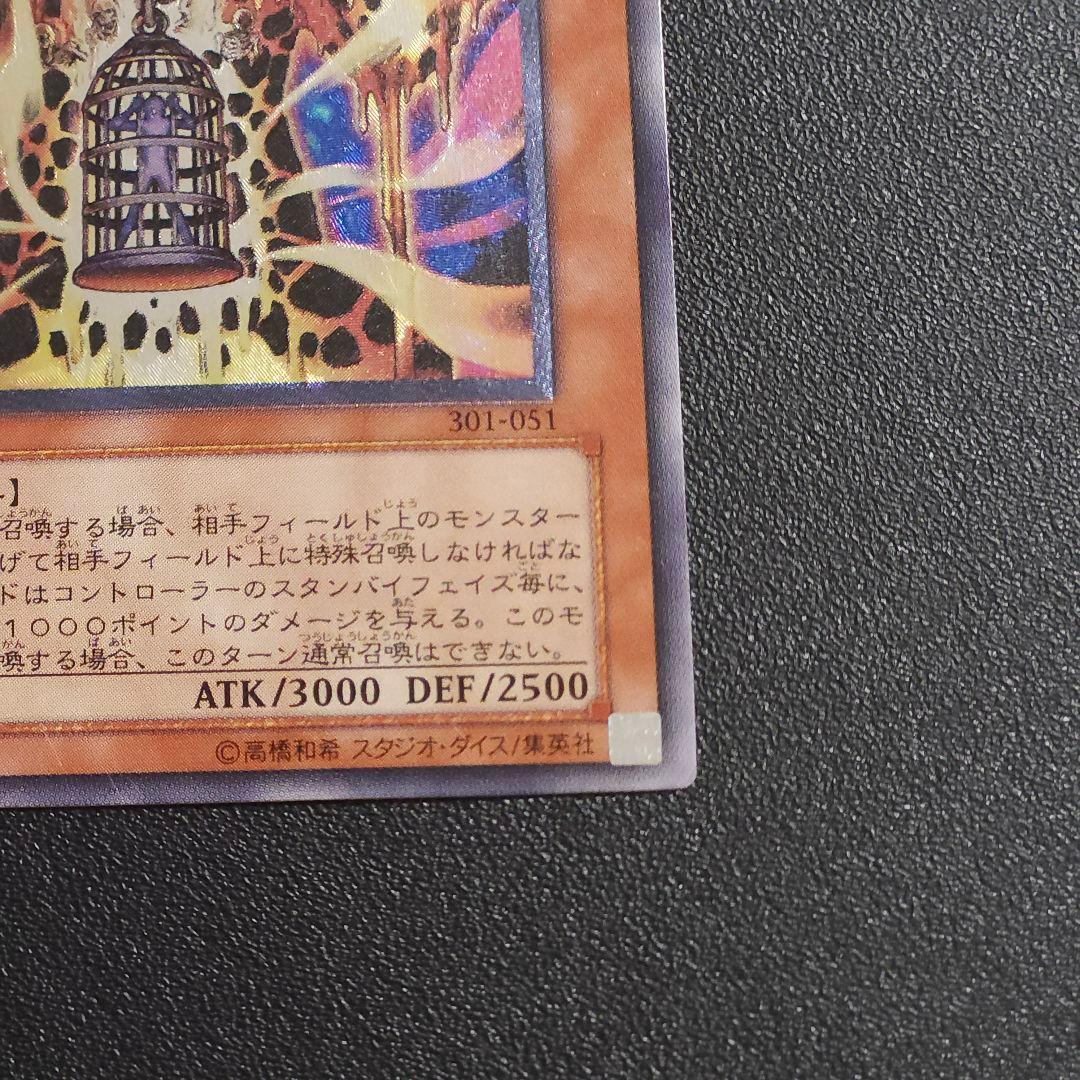 301-051
ー】
召喚する場合、相手フィールド上のモンスター
げて相手フィールド上に特殊召喚しなければな
ドはコントローラーのスタンバイフェイズ毎に、
1000ポイントのダメージを与える。このモ
喚する場合、このターン通常召喚はできない。
ATK/3000 DEF/2500
©高橋和希 スタジオ・ダイス/集英社